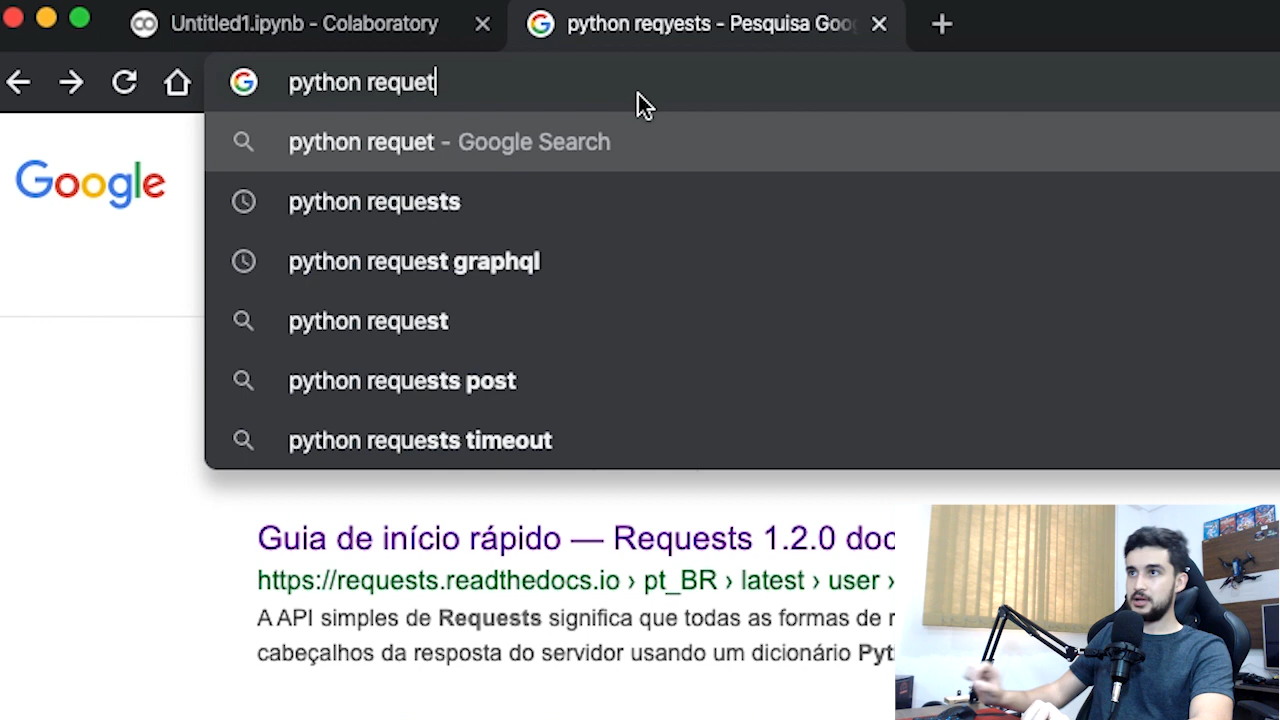 Untitled1.ipynb - Colaboratory
python reqyests - Pesquisa Goo
python requet
Google
python requet - Google Search
python requests
python request graphql
python request
python requests post
python requests timeout
Guia de início rápido — Requests 1.2.0 doc
https://requests.readthedocs.io › pt_BR › latest › user ›
A API simples de Requests significa que todas as formas de r
cabeçalhos da resposta do servidor usando um dicionário Pyt